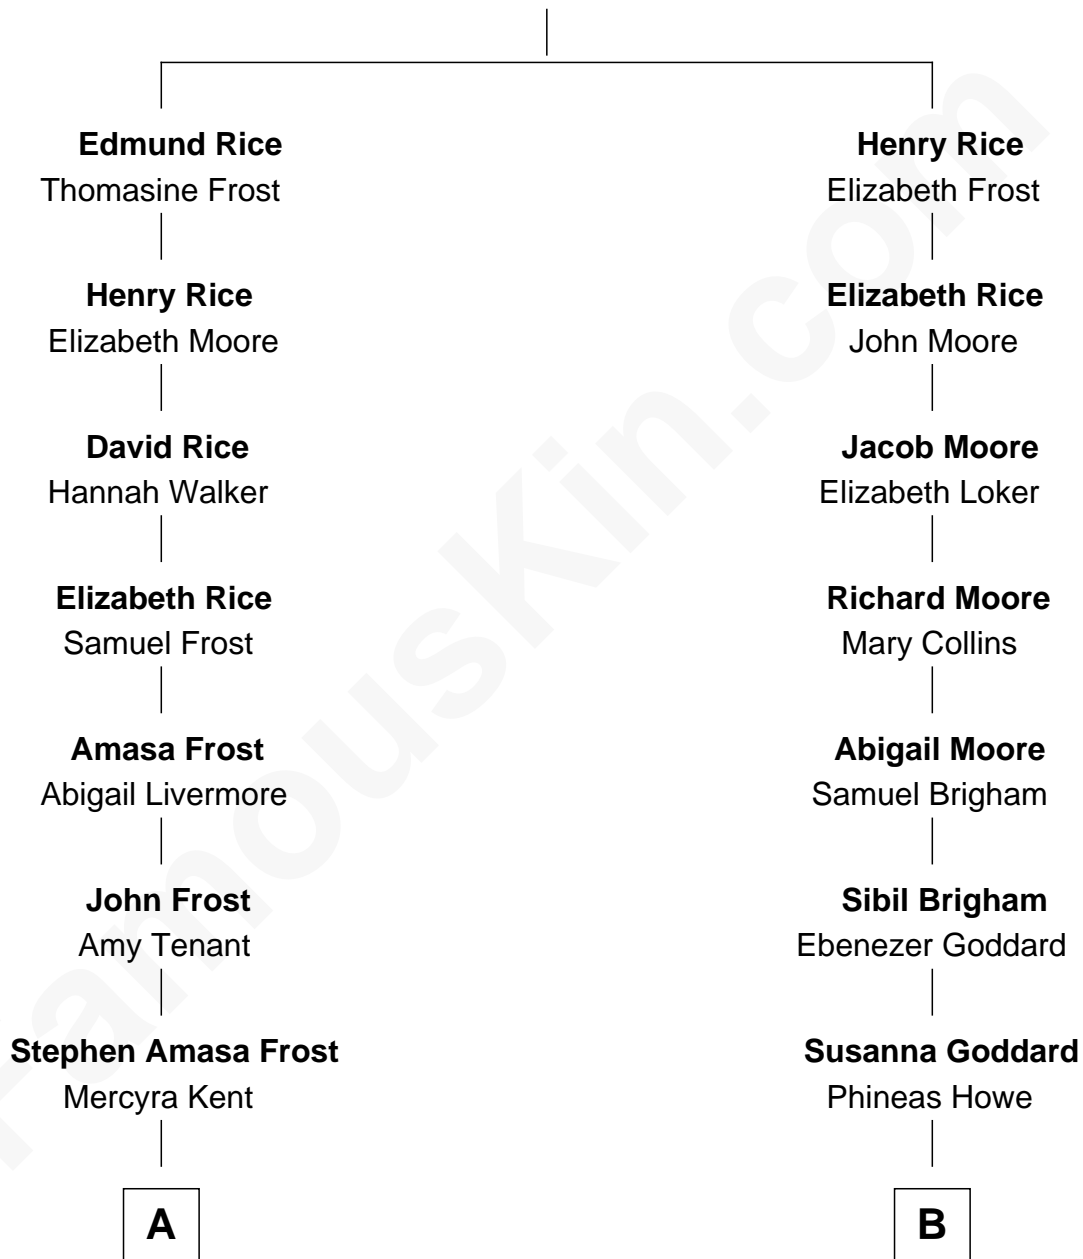 Edmund Rice
Thomasine Frost
Henry Rice
Elizabeth Moore
David Rice
Hannah Walker
Elizabeth Rice
Samuel Frost
Amasa Frost
Abigail Livermore
John Frost
Amy Tenant
Stephen Amasa Frost
Mercyra Kent
A
Henry Rice
Elizabeth Frost
Elizabeth Rice
John Moore
Jacob Moore
Elizabeth Loker
Richard Moore
Mary Collins
Abigail Moore
Samuel Brigham
Sibil Brigham
Ebenezer Goddard
Susanna Goddard
Phineas Howe
B
FamousKin.com